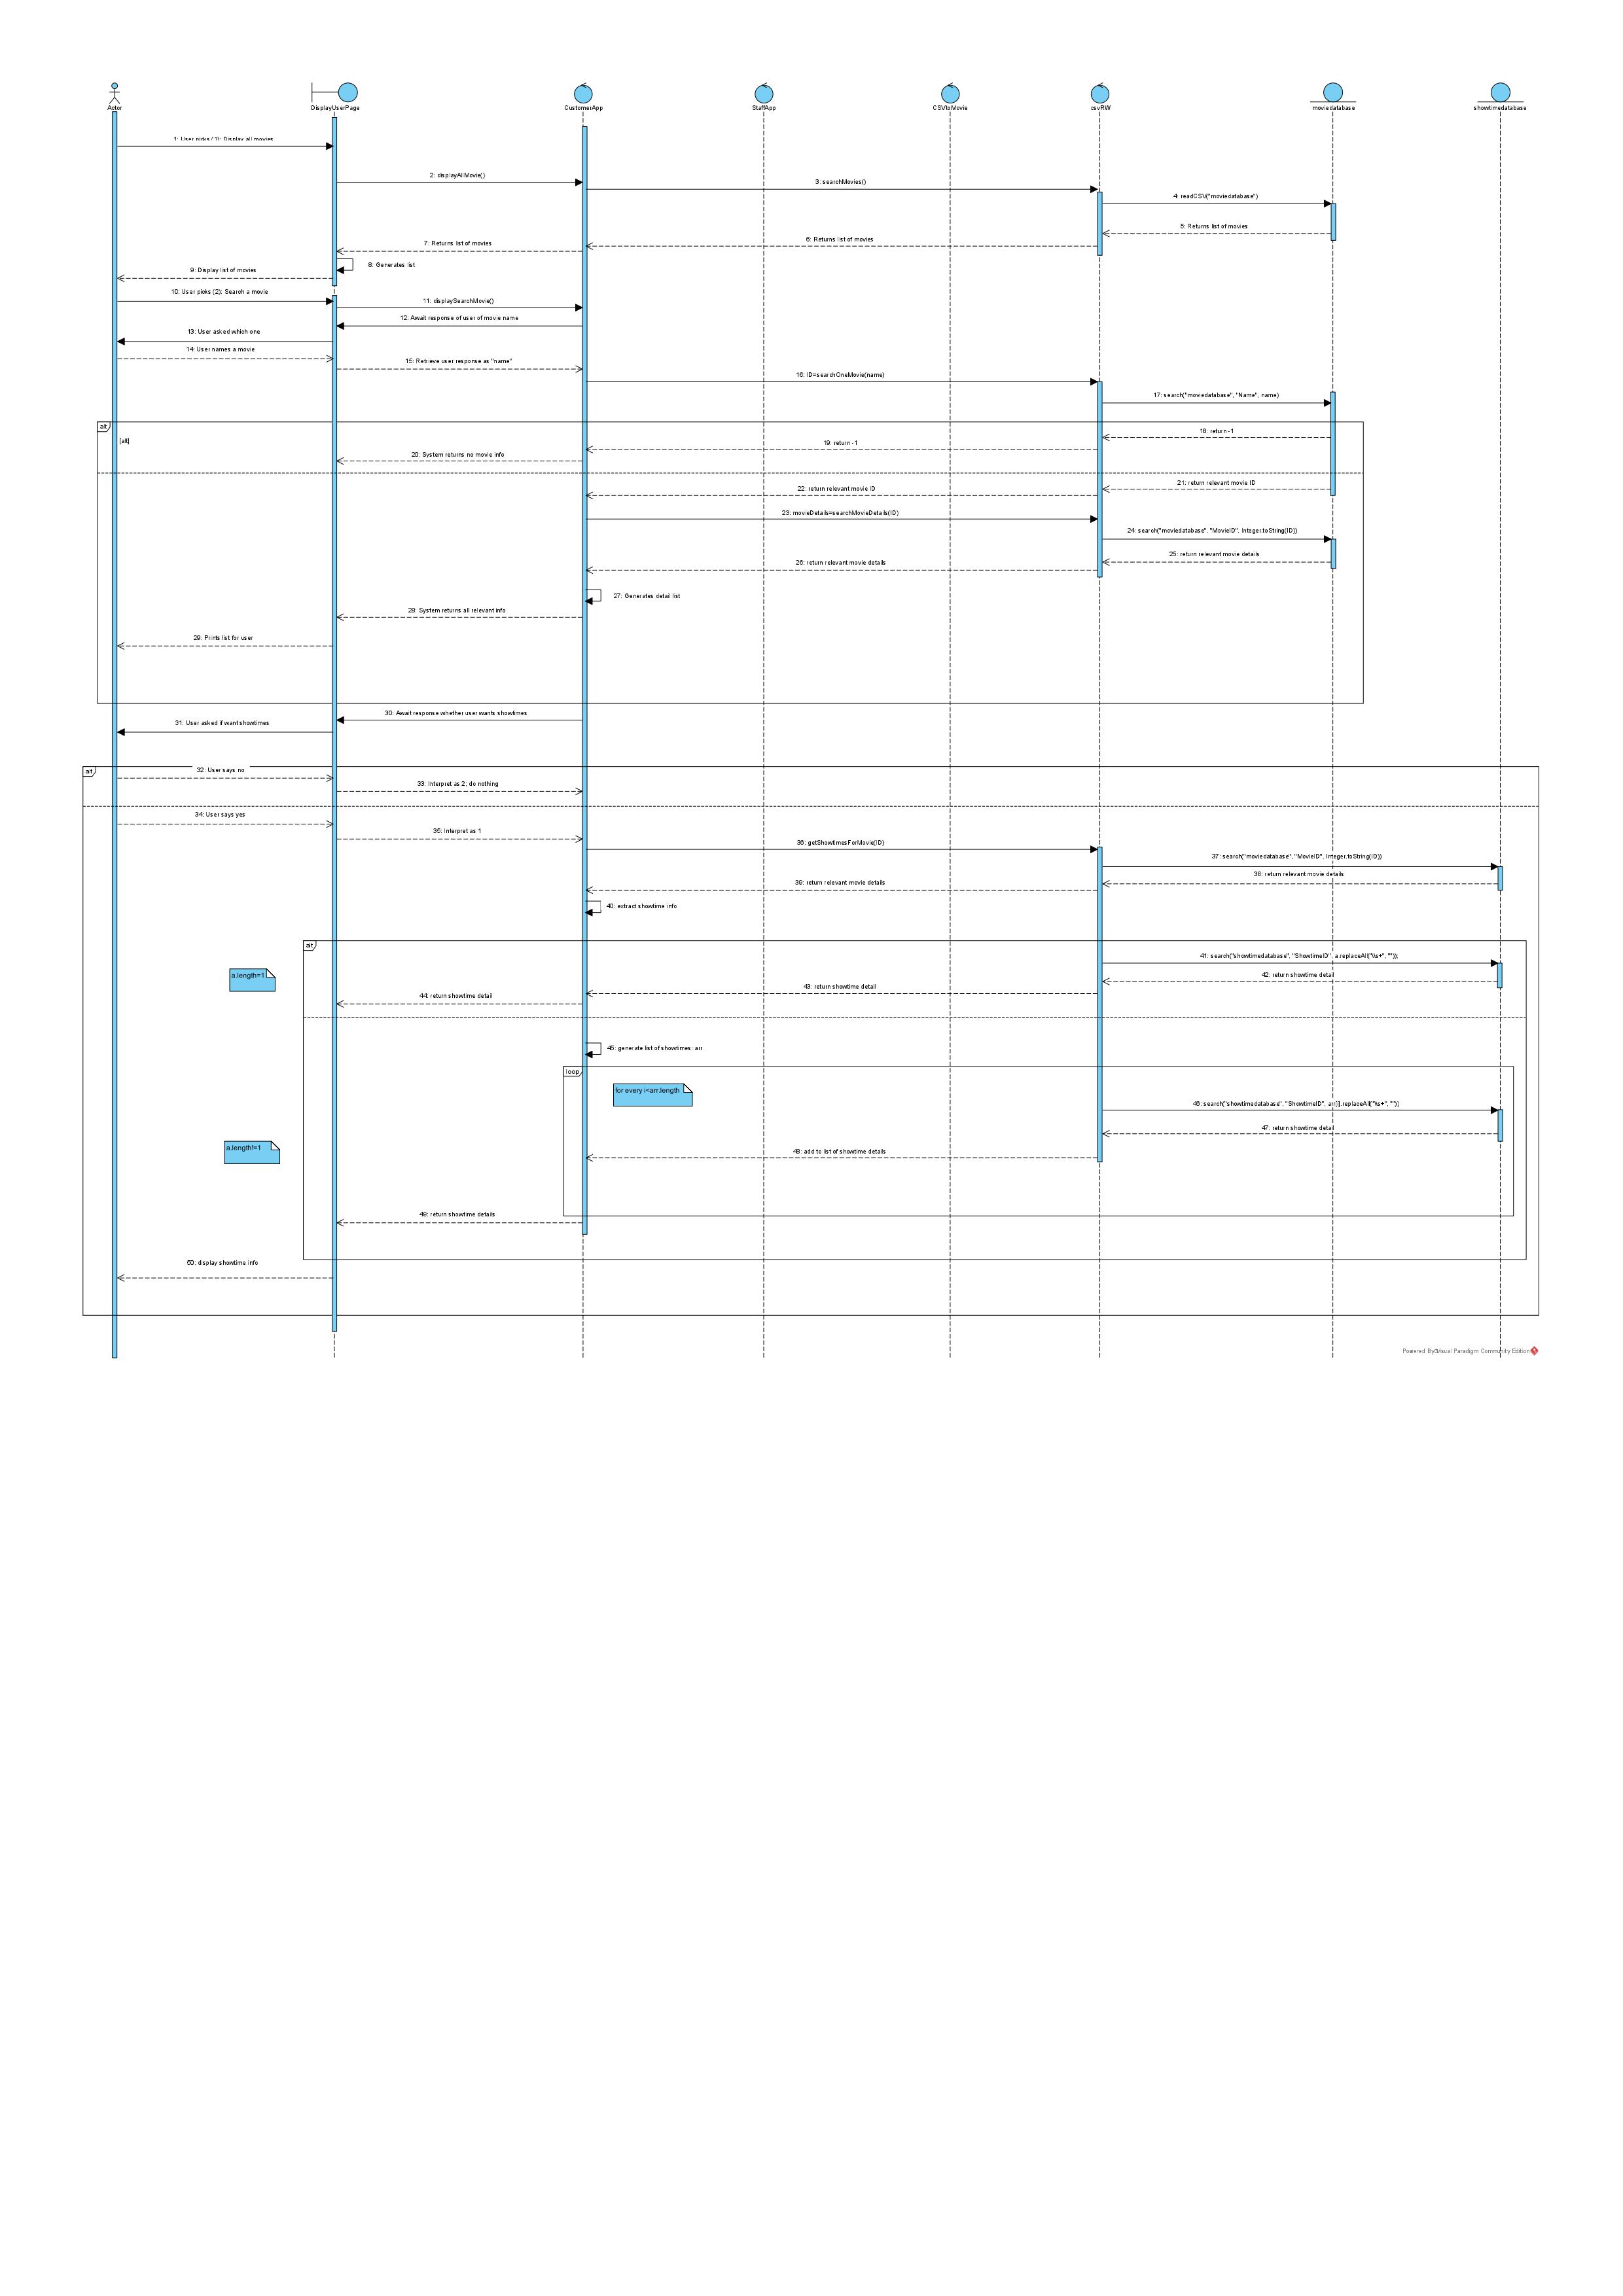 Actor
DisplayUserPage
CustomerApp
StaffApp
CSVtoMovie
csvRW
moviedatabase
showtimedatabase
1: User picks (1): Display all movies
2: displayAllMovie()
3: searchMovies()
4: readCSV("moviedatabase")
5: Returns list of movies
6: Returns list of movies
7: Returns list of movies
8: Generates list
9: Display list of movies
10: User picks (2): Search a movie
11: displaySearchMovie()
12: Await response of user of movie name
13: User asked which one
14: User names a movie
15: Retrieve user response as "name"
16: ID=searchOneMovie(name)
17: search("moviedatabase", "Name", name)
alt
[alt]
18: return -1
19: return -1
20: System returns no movie info
21: return relevant movie ID
22: return relevant movie ID
23: movieDetails=searchMovieDetails(ID)
24: search("moviedatabase", "MovieID", Integer.toString(ID))
25: return relevant movie details
26: return relevant movie details
27: Generates detail list
28: System returns all relevant info
29: Prints list for user
30: Await response whether user wants showtimes
31: User asked if want showtimes
alt
32: User says no
33: Interpret as 2; do nothing
34: User says yes
35: Interpret as 1
36: getShowtimesForMovie(ID)
37: search("moviedatabase", "MovieID", Integer.toString(ID))
38: return relevant movie details
39: return relevant movie details
40: extract showtime info
alt
a.length=1
41: search("showtimedatabase", "ShowtimeID", a.replaceAll("\\s+", ""));
42: return showtime detail
43: return showtime detail
44: return showtime detail
45: generate list of showtimes: arr
loop
for every i<arr.length
46: search("showtimedatabase", "ShowtimeID", arr[i].replaceAll("\\s+", ""))
47: return showtime detail
a.length!=1
48: add to list of showtime details
49: return showtime details
50: display showtime info
Powered By Visual Paradigm Community Edition